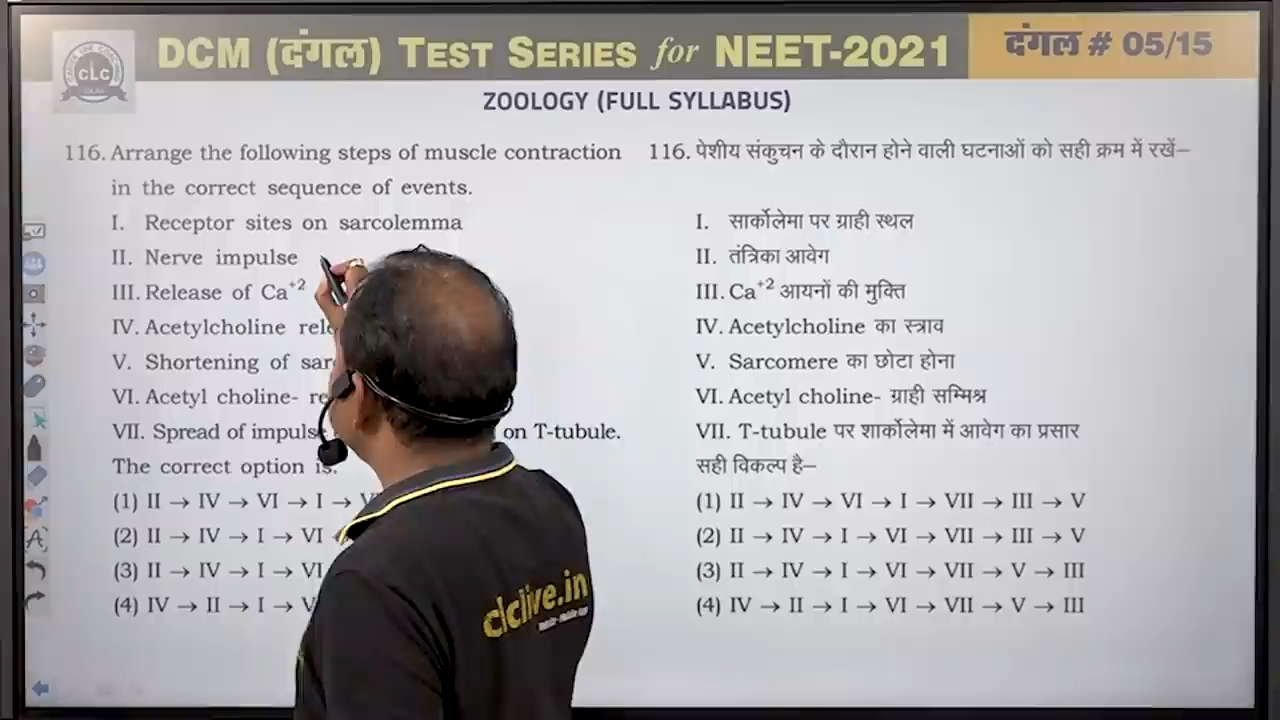 DCM (दंगल) TEST SERIES for NEET-2021
दंगल # 05/15
CLC
ZOOLOGY (FULL SYLLABUS)
116. Arrange the following steps of muscle contraction
in the correct sequence of events.
I. Receptor sites on sarcolemma
II. Nerve impulse
III. Release of Ca⁺²
IV. Acetylcholine rele
V. Shortening of sar
VI. Acetyl choline- re
VII. Spread of impuls on T-tubule.
The correct option is:
(1) II → IV → VI → I → VI
(2) II → IV → I → VI
(3) II → IV → I → VI
(4) IV → II → I → V
116. पेशीय संकुचन के दौरान होने वाली घटनाओं को सही क्रम में रखें–
I. सार्कोलेमा पर ग्राही स्थल
II. तंत्रिका आवेग
III. Ca⁺² आयनों की मुक्ति
IV. Acetylcholine का स्त्राव
V. Sarcomere का छोटा होना
VI. Acetyl choline- ग्राही सम्मिश्र
VII. T-tubule पर शार्कोलेमा में आवेग का प्रसार
सही विकल्प है–
(1) II → IV → VI → I → VII → III → V
(2) II → IV → I → VI → VII → III → V
(3) II → IV → I → VI → VII → V → III
(4) IV → II → I → VI → VII → V → III
clclive.in